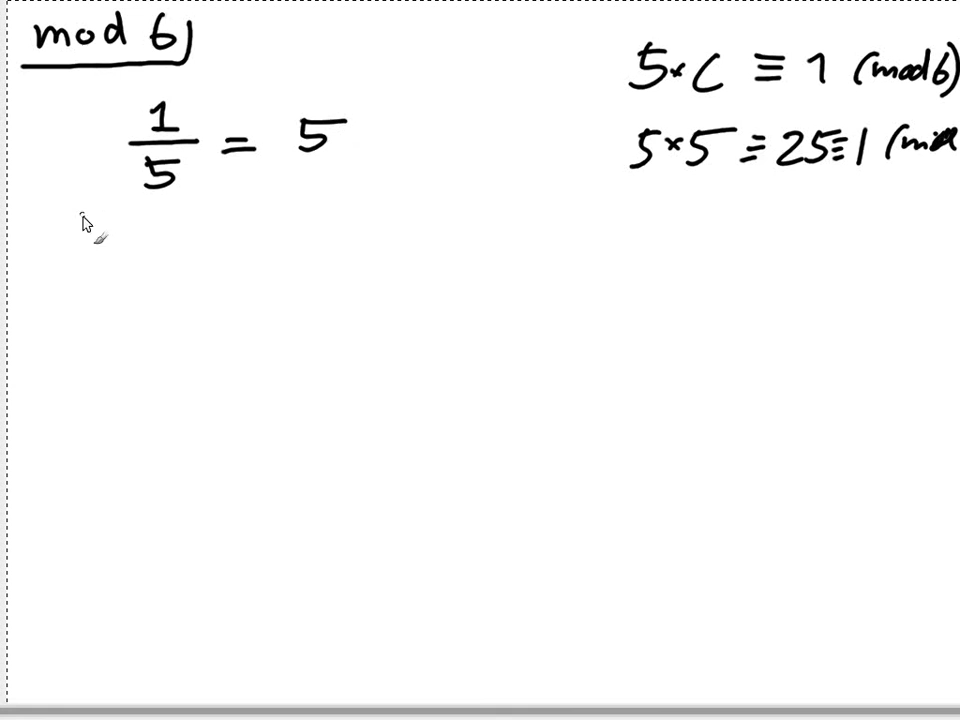 mod 6)
1/5 = 5
5 × C ≡ 1 (mod 6)
5 × 5 ≡ 25 ≡ 1